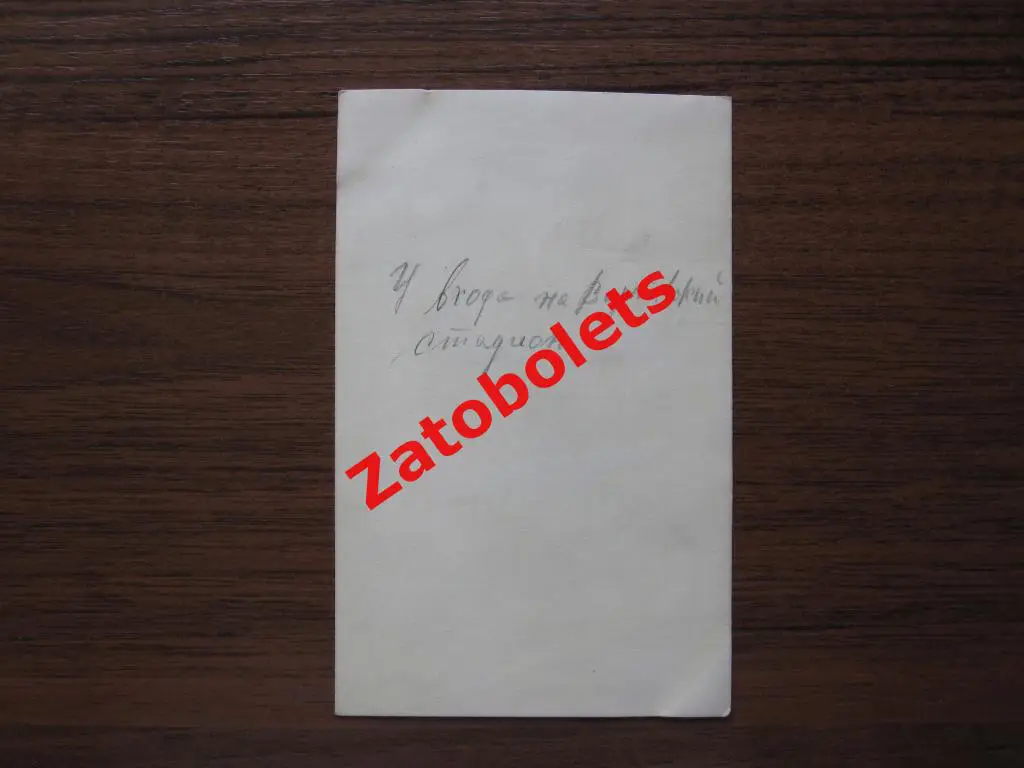 У входа на
стадион
Zatobolets